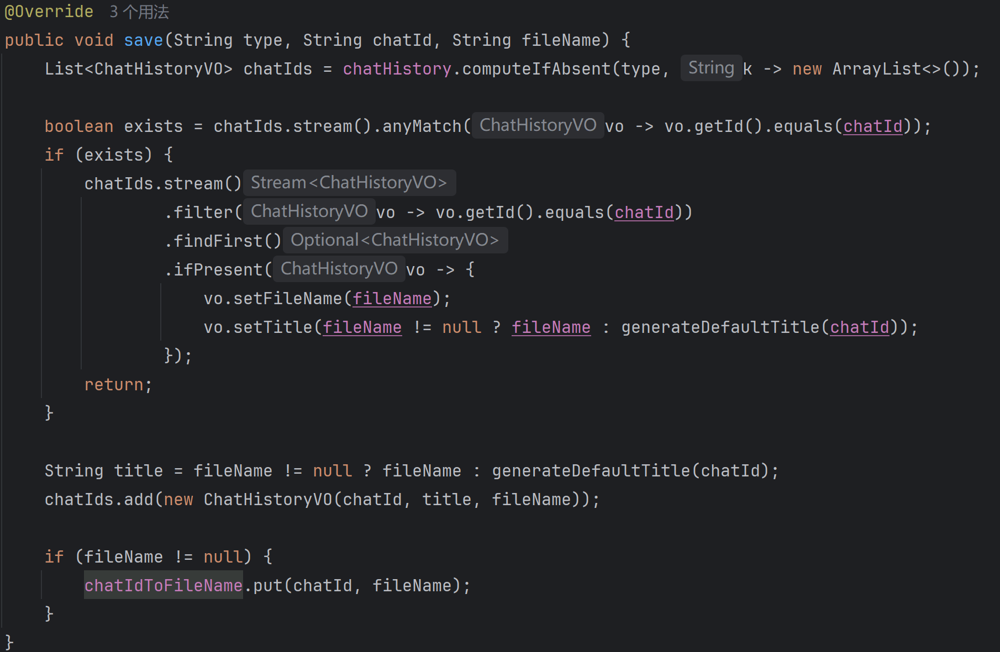 @Override 3 个用法
public void save(String type, String chatId, String fileName) {
List<ChatHistoryVO> chatIds = chatHistory.computeIfAbsent(type, String k -> new ArrayList<>());
boolean exists = chatIds.stream().anyMatch( ChatHistoryVO vo -> vo.getId().equals(chatId));
if (exists) {
chatIds.stream() Stream<ChatHistoryVO>
.filter( ChatHistoryVO vo -> vo.getId().equals(chatId))
.findFirst() Optional<ChatHistoryVO>
.ifPresent( ChatHistoryVO vo -> {
vo.setFileName(fileName);
vo.setTitle(fileName != null ? fileName : generateDefaultTitle(chatId));
});
return;
}
String title = fileName != null ? fileName : generateDefaultTitle(chatId);
chatIds.add(new ChatHistoryVO(chatId, title, fileName));
if (fileName != null) {
chatIdToFileName.put(chatId, fileName);
}
}